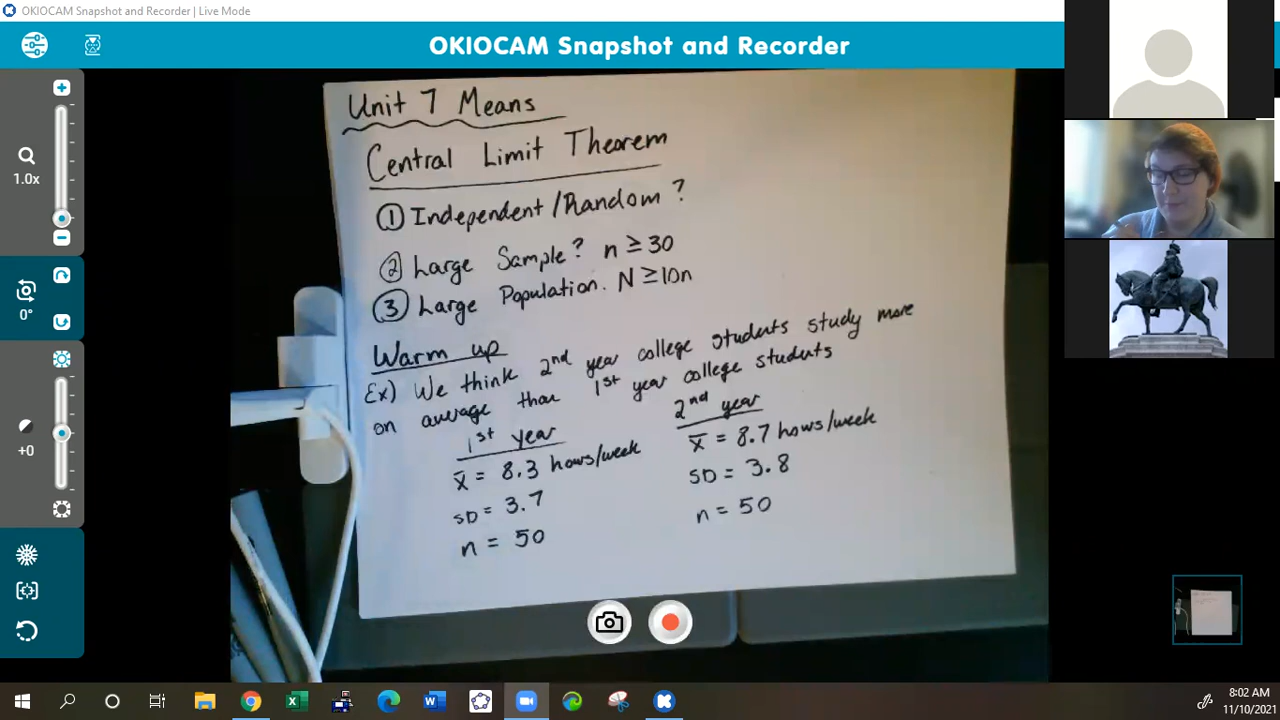 OKIOCAM Snapshot and Recorder | Live Mode
OKIOCAM Snapshot and Recorder
1.0x
0°
+0
Unit 7 Means
Central Limit Theorem
① Independent/Random?
② Large Sample? n ≥ 30
③ Large Population. N ≥ 10n
Warm up
Ex) We think 2nd year college students study more
on average than 1st year college students
1st year
x̄ = 8.3 hours/week
SD = 3.7
n = 50
2nd year
x̄ = 8.7 hours/week
SD = 3.8
n = 50
8:02 AM
11/10/2021